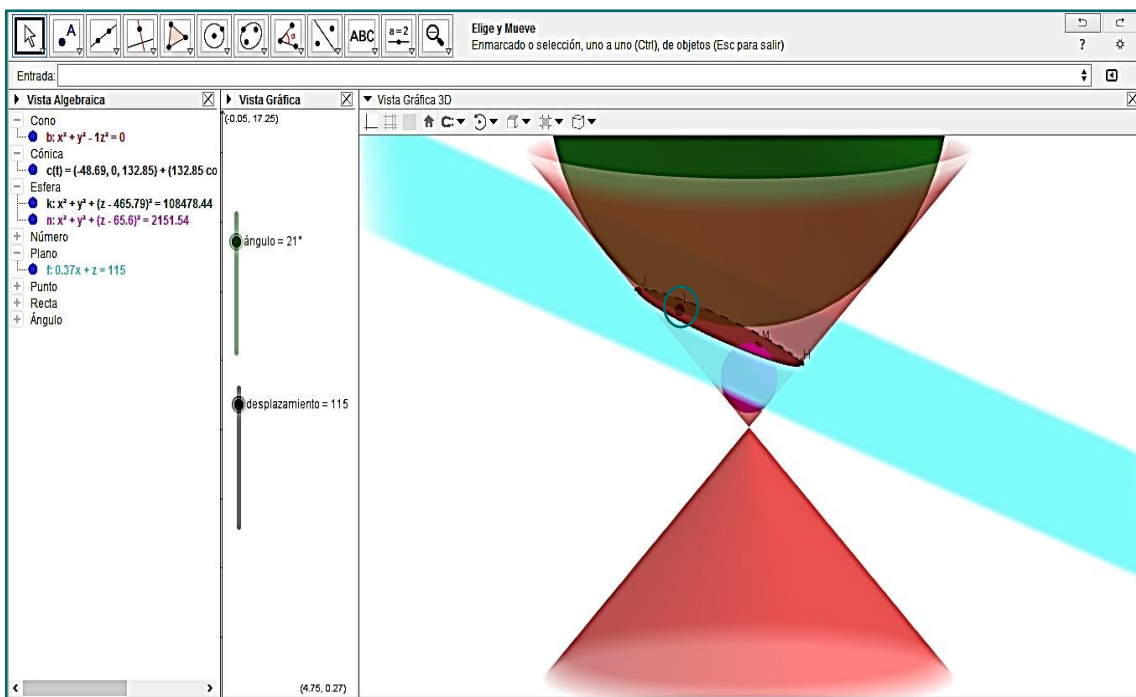 ABC
a=2
Elige y Mueve
Enmarcado o selección, uno a uno (Ctrl), de objetos (Esc para salir)
?
Entrada:
Vista Algebraica
Cono
b: x² + y² - 1z² = 0
Cónica
c(t) = (-48.69, 0, 132.85) + (132.85 co
Esfera
k: x² + y² + (z - 465.79)² = 108478.44
n: x² + y² + (z - 65.6)² = 2151.54
Número
Plano
f: 0.37x + z = 115
Punto
Recta
Ángulo
Vista Gráfica
(-0.05, 17.25)
ángulo = 21°
desplazamiento = 115
(4.75, 0.27)
Vista Gráfica 3D
J
I
M
H